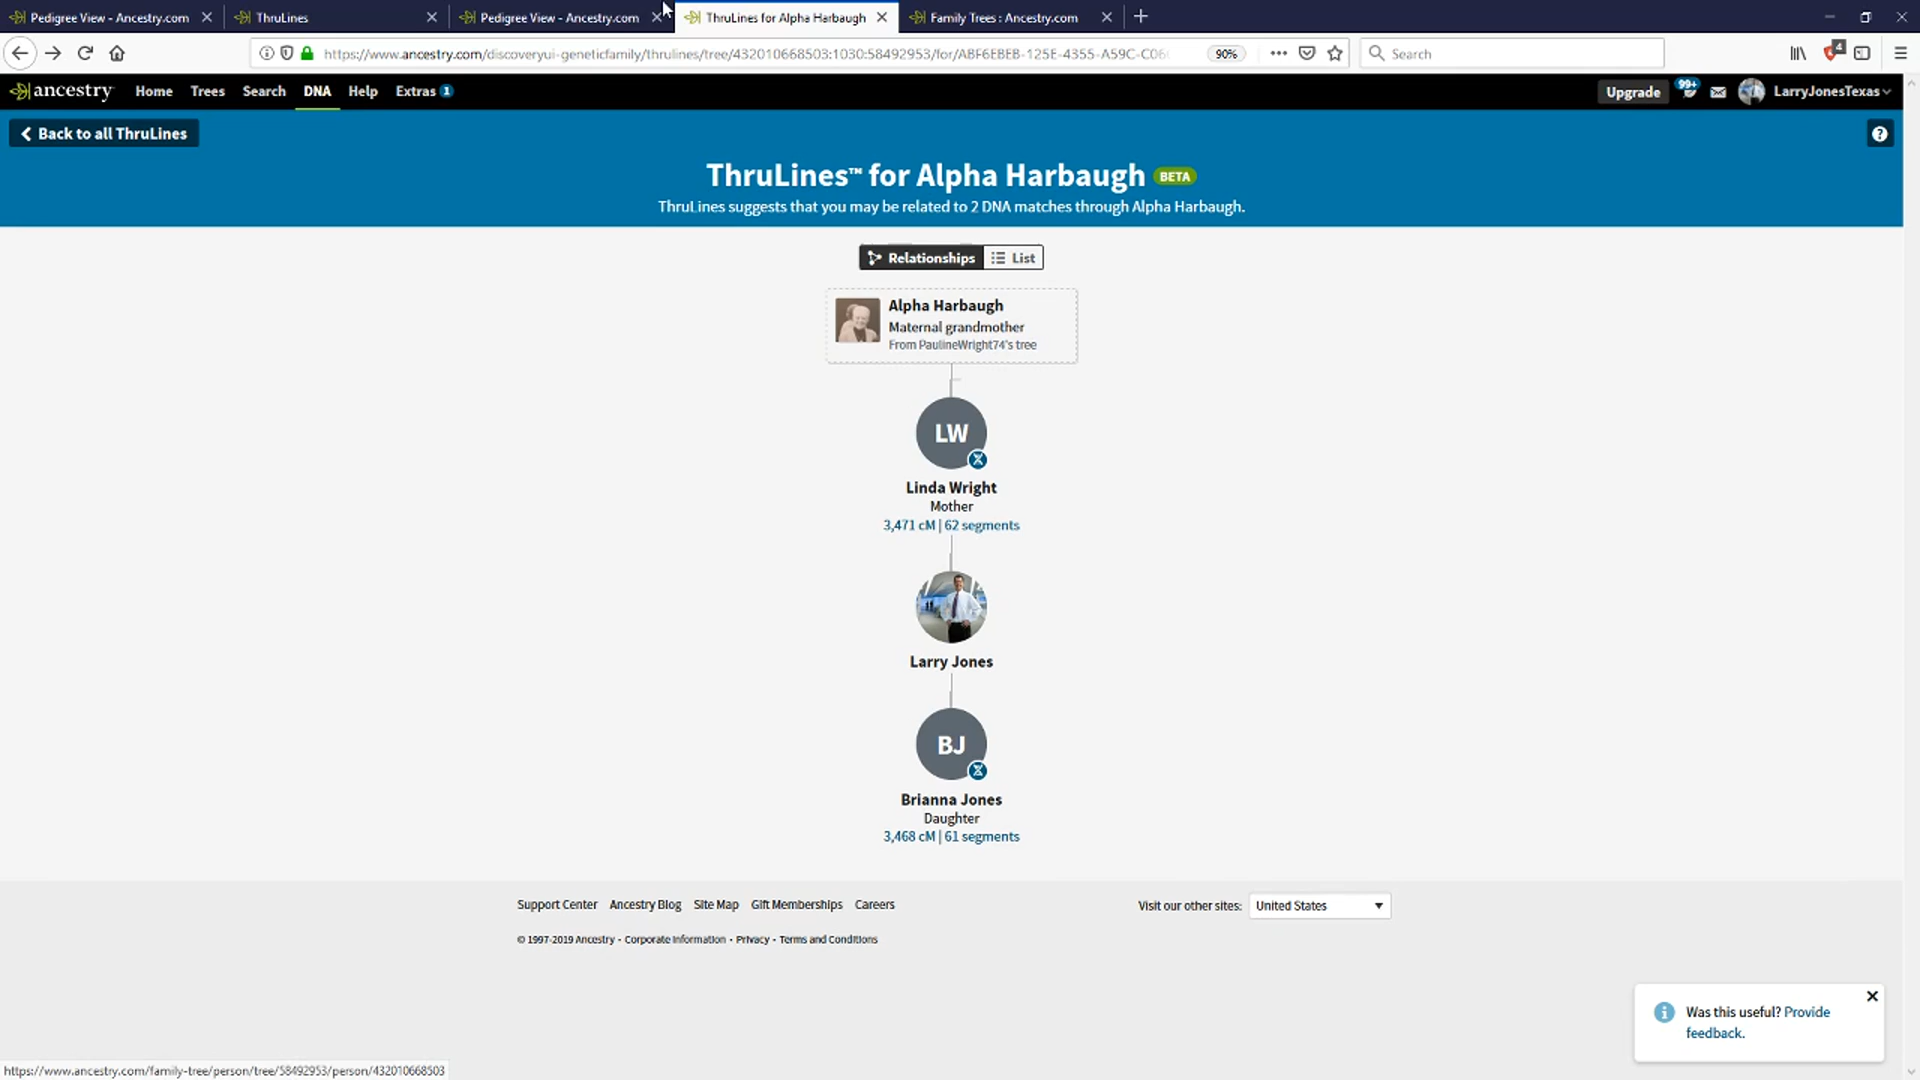 Pedigree View - Ancestry.com
ThruLines
Pedigree View - Ancestry.com
ThruLines for Alpha Harbaugh
Family Trees : Ancestry.com
https://www.ancestry.com/discoveryui-geneticfamily/thrulines/tree/432010668503:1030:58492953/for/ABF6EBEB-125E-4355-A59C-C06
90%
Search
4
ancestry
Home
Trees
Search
DNA
Help
Extras 1
Upgrade
99+
LarryJonesTexas
Back to all ThruLines
?
ThruLines™ for Alpha Harbaugh BETA
ThruLines suggests that you may be related to 2 DNA matches through Alpha Harbaugh.
Relationships
List
Alpha Harbaugh
Maternal grandmother
From PaulineWright74's tree
LW
Linda Wright
Mother
3,471 cM | 62 segments
Larry Jones
BJ
Brianna Jones
Daughter
3,468 cM | 61 segments
Support Center Ancestry Blog Site Map Gift Memberships Careers
Visit our other sites: United States
© 1997-2019 Ancestry - Corporate Information - Privacy - Terms and Conditions
Was this useful? Provide
feedback.
https://www.ancestry.com/family-tree/person/tree/58492953/person/432010668503